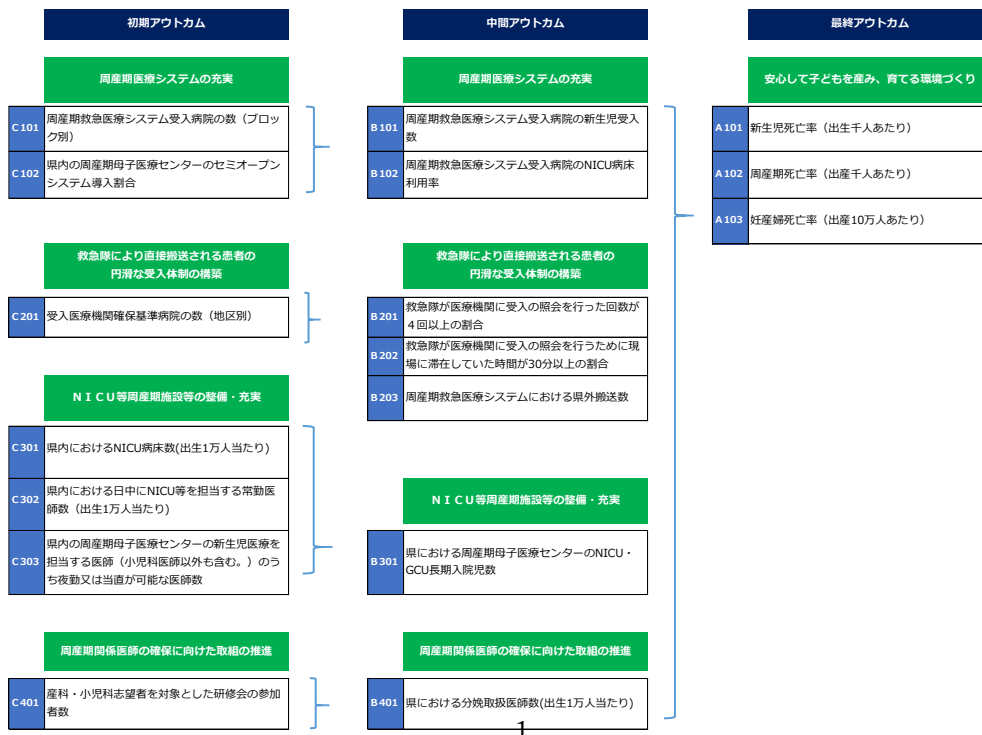 初期アウトカム
周産期医療システムの充実
C101
周産期救急医療システム受入病院の数（ブロッ
ク別）
C102
県内の周産期母子医療センターのセミオープン
システム導入割合
救急隊により直接搬送される患者の
円滑な受入体制の構築
C201
受入医療機関確保基準病院の数（地区別）
ＮＩＣＵ等周産期施設等の整備・充実
C301
県内におけるNICU病床数(出生1万人当たり)
C302
県内における日中にNICU等を担当する常勤医
師数（出生1万人当たり)
C303
県内の周産期母子医療センターの新生児医療を
担当する医師（小児科医師以外も含む。）のう
ち夜勤又は当直が可能な医師数
周産期関係医師の確保に向けた取組の推進
C401
産科・小児科志望者を対象とした研修会の参加
者数
中間アウトカム
周産期医療システムの充実
B101
周産期救急医療システム受入病院の新生児受入
数
B102
周産期救急医療システム受入病院のNICU病床
利用率
救急隊により直接搬送される患者の
円滑な受入体制の構築
B201
救急隊が医療機関に受入の照会を行った回数が
４回以上の割合
B202
救急隊が医療機関に受入の照会を行うために現
場に滞在していた時間が30分以上の割合
B203
周産期救急医療システムにおける県外搬送数
ＮＩＣＵ等周産期施設等の整備・充実
B301
県における周産期母子医療センターのNICU・
GCU長期入院児数
周産期関係医師の確保に向けた取組の推進
B401
県における分娩取扱医師数(出生1万人当たり)
最終アウトカム
安心して子どもを産み、育てる環境づくり
A101
新生児死亡率（出生千人あたり）
A102
周産期死亡率（出産千人あたり）
A103
妊産婦死亡率（出産10万人あたり）
1